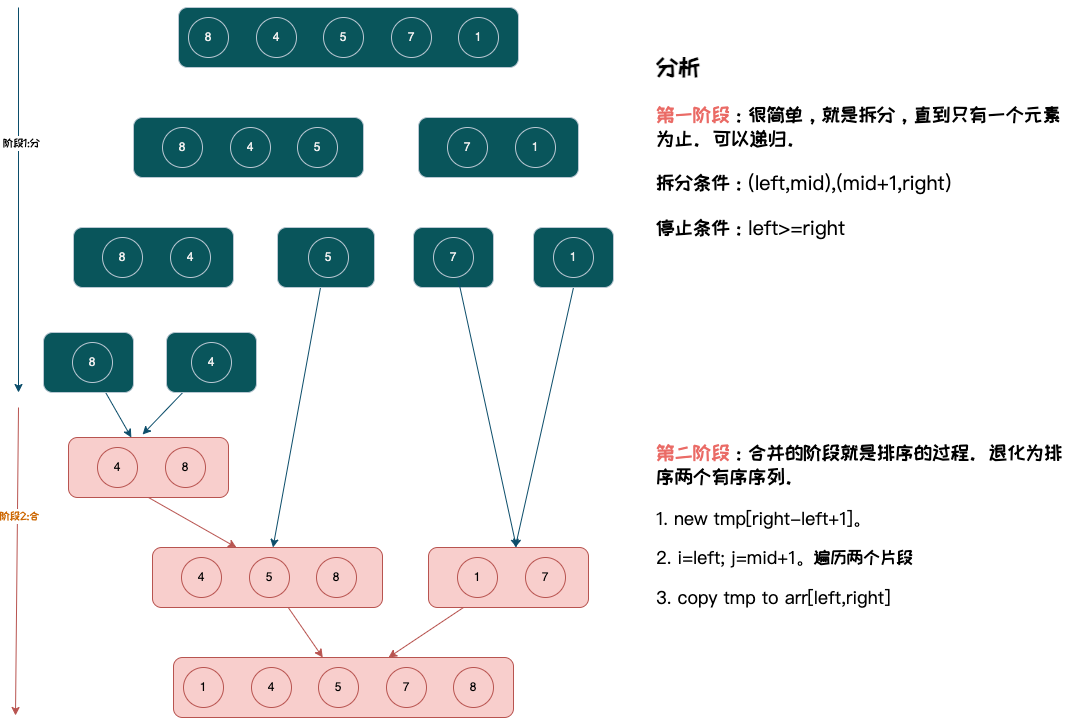 8 4 5 7 1
阶段1:分
8 4 5 7 1
8 4 5 7 1
8 4
阶段2:合
4 8
4 5 8 1 7
1 4 5 7 8
分析
第一阶段：很简单，就是拆分，直到只有一个元素
为止. 可以递归.
拆分条件：(left,mid),(mid+1,right)
停止条件：left>=right
第二阶段：合并的阶段就是排序的过程. 退化为排
序两个有序序列.
1. new tmp[right-left+1]。
2. i=left; j=mid+1。遍历两个片段
3. copy tmp to arr[left,right]